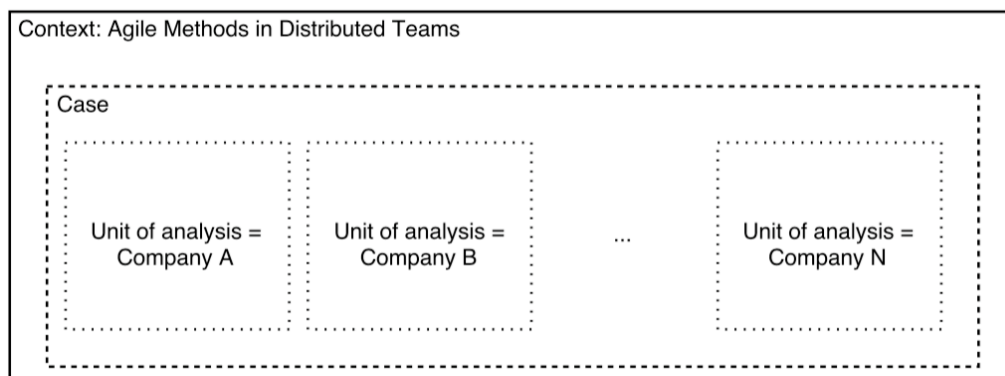 Context: Agile Methods in Distributed Teams
Case
Unit of analysis =
Company A
Unit of analysis =
Company B
...
Unit of analysis =
Company N